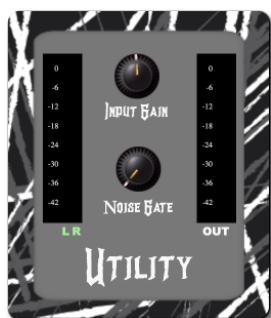 0 0
-6 -6
-12 -12
INPUT GAIN
-18 -18
-24 -24
-30 -30
-36 -36
-42 -42
NOISE GATE
L R OUT
UTILITY